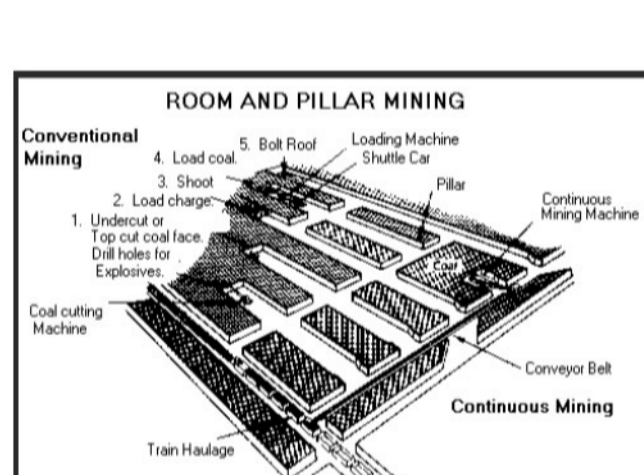 ROOM AND PILLAR MINING
Conventional
Mining
5. Bolt Roof
4. Load coal.
3. Shoot
2. Load charge.
1. Undercut or
Top cut coal face.
Drill holes for
Explosives.
Coal cutting
Machine
Loading Machine
Shuttle Car
Pillar
Continuous
Mining Machine
Coal
Conveyor Belt
Continuous Mining
Train Haulage